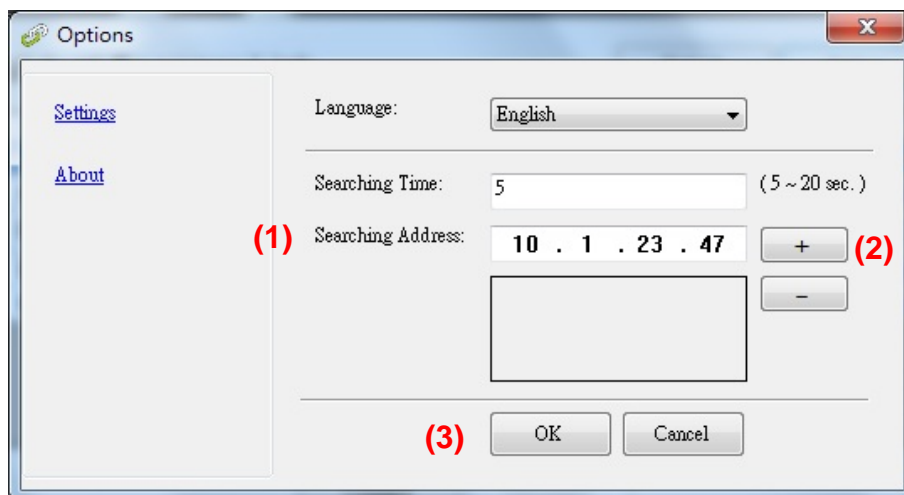 Options
x
Settings
About
Language: English
Searching Time: 5 (5 ~ 20 sec.)
(1) Searching Address: 10 . 1 . 23 . 47 + (2)
−
(3) OK Cancel